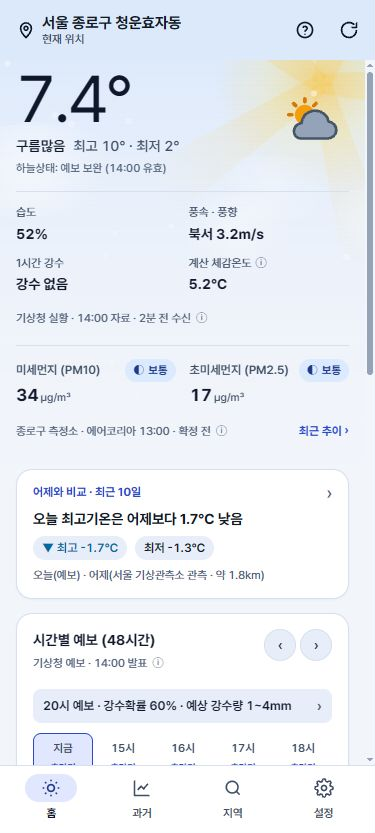 서울 종로구 청운효자동
현재 위치
7.4°
구름많음 최고 10° · 최저 2°
하늘상태: 예보 보완 (14:00 유효)
습도
52%
풍속 · 풍향
북서 3.2m/s
1시간 강수
강수 없음
계산 체감온도
5.2°C
기상청 실황 · 14:00 자료 · 2분 전 수신
미세먼지 (PM10) 보통
34 μg/m³
초미세먼지 (PM2.5) 보통
17 μg/m³
종로구 측정소 · 에어코리아 13:00 · 확정 전
최근 추이 ›
어제와 비교 · 최근 10일 ›
오늘 최고기온은 어제보다 1.7°C 낮음
▼ 최고 -1.7°C 최저 -1.3°C
오늘(예보) · 어제(서울 기상관측소 관측 · 약 1.8km)
시간별 예보 (48시간)
기상청 예보 · 14:00 발표
20시 예보 · 강수확률 60% · 예상 강수량 1~4mm ›
지금 15시 16시 17시 18시
홈 과거 지역 설정